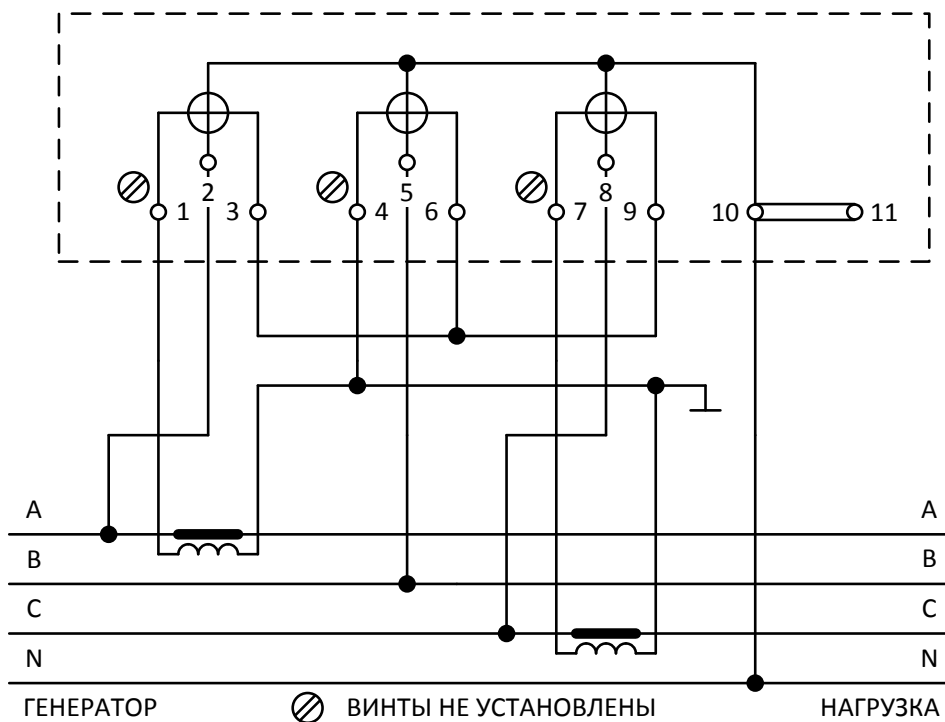 2 5 8
1 3 4 6 7 9 10 11
A A
B B
C C
N N
ГЕНЕРАТОР ВИНТЫ НЕ УСТАНОВЛЕНЫ НАГРУЗКА